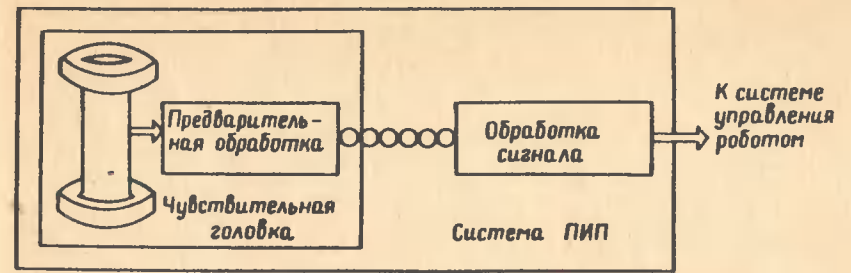 Предваритель-
ная обработка
Чувствительная
головка
Обработка
сигнала
Система ПИП
К системе
управления
роботом